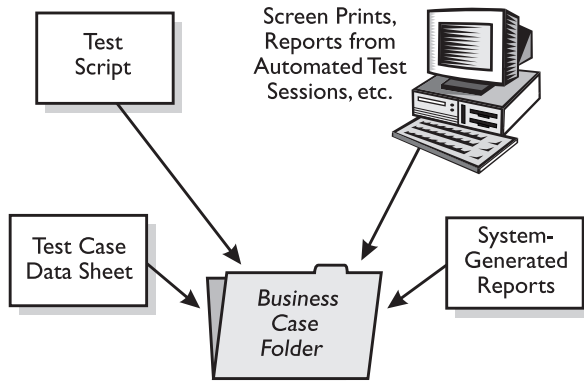 Test
Script
Screen Prints,
Reports from
Automated Test
Sessions, etc.
Test Case
Data Sheet
Business
Case
Folder
System-
Generated
Reports